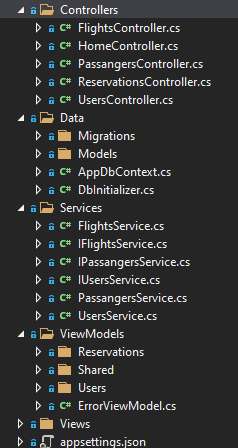 Controllers
C# FlightsController.cs
C# HomeController.cs
C# PassangersController.cs
C# ReservationsController.cs
C# UsersController.cs
Data
Migrations
Models
C# AppDbContext.cs
C# DbInitializer.cs
Services
C# FlightsService.cs
C# IFlightsService.cs
C# IPassangersService.cs
C# IUsersService.cs
C# PassangersService.cs
C# UsersService.cs
ViewModels
Reservations
Shared
Users
C# ErrorViewModel.cs
Views
appsettings.json